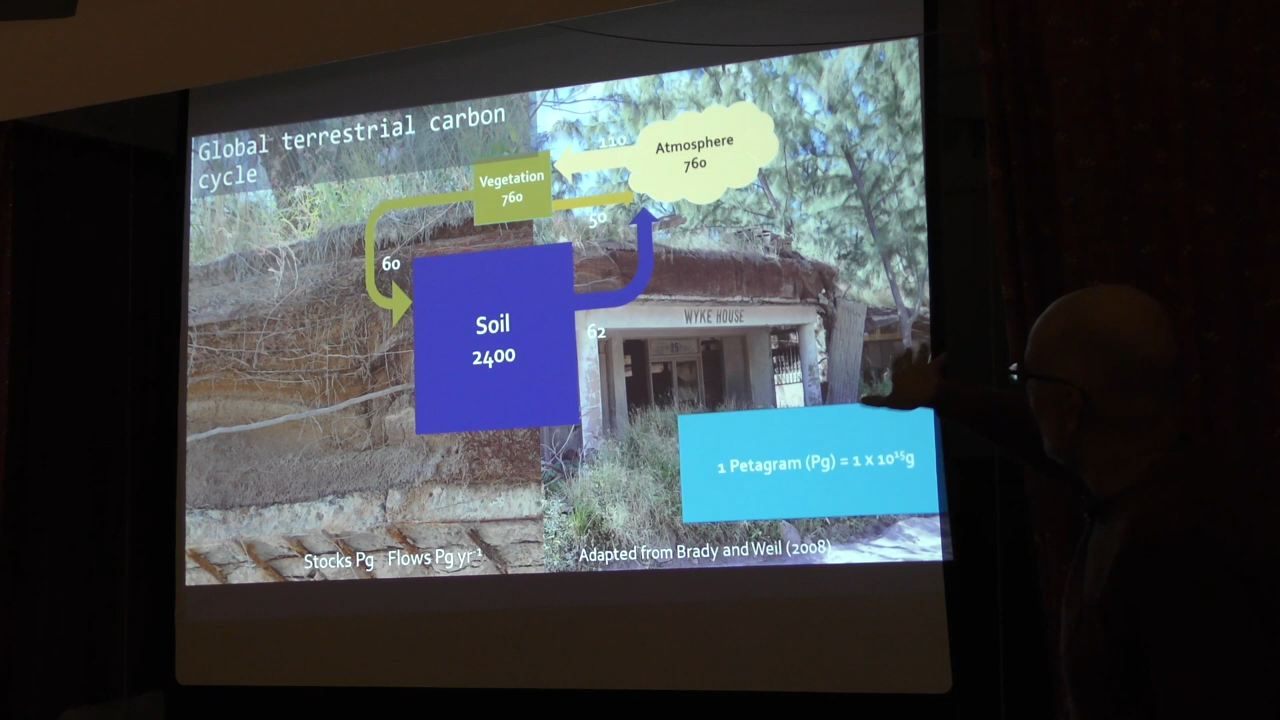 Global terrestrial carbon
cycle
110
Atmosphere
760
Vegetation
760
50
60
Soil
2400
62
WYKE HOUSE
15
1 Petagram (Pg) = 1 x 10¹⁵g
Stocks Pg Flows Pg yr⁻¹
Adapted from Brady and Weil (2008)